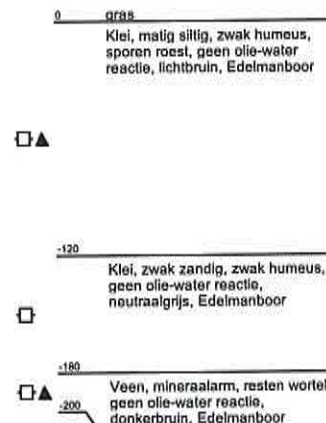 0 gras
Klei, matig siltig, zwak humeus,
sporen roest, geen olie-water
reactie, lichtbruin, Edelmanboor
-120
Klei, zwak zandig, zwak humeus,
geen olie-water reactie,
neutraalgrijs, Edelmanboor
-180
Veen, mineraalarm, resten wortel
geen olie-water reactie,
-200
donkerbruin, Edelmanboor